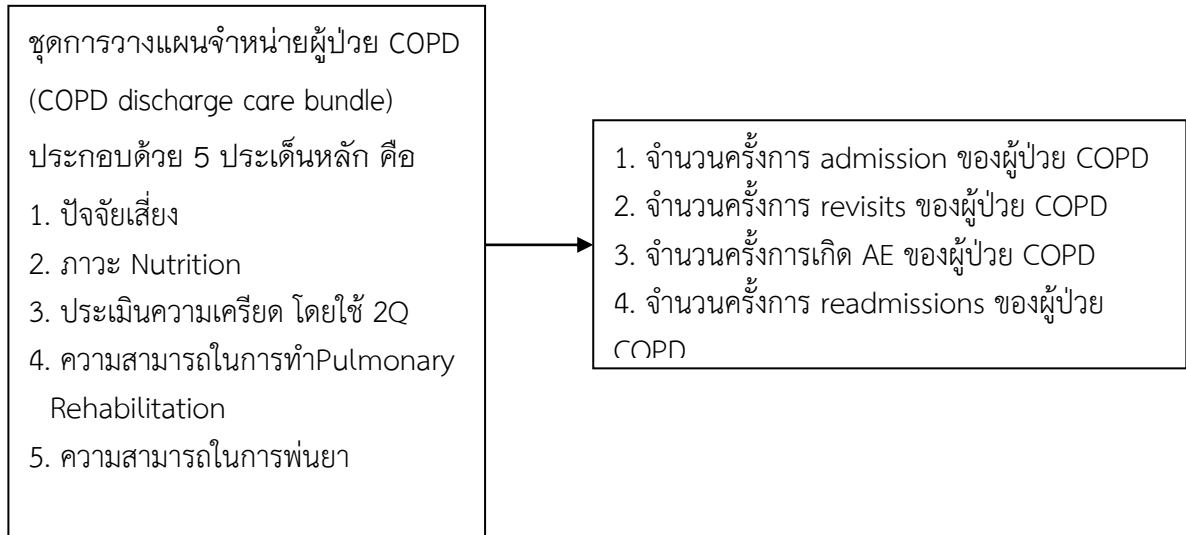 ชุดการวางแผนจำหน่ายผู้ป่วย COPD
(COPD discharge care bundle)
ประกอบด้วย 5 ประเด็นหลัก คือ
1. ปัจจัยเสี่ยง
2. ภาวะ Nutrition
3. ประเมินความเครียด โดยใช้ 2Q
4. ความสามารถในการทำPulmonary
Rehabilitation
5. ความสามารถในการพ่นยา
1. จำนวนครั้งการ admission ของผู้ป่วย COPD
2. จำนวนครั้งการ revisits ของผู้ป่วย COPD
3. จำนวนครั้งการเกิด AE ของผู้ป่วย COPD
4. จำนวนครั้งการ readmissions ของผู้ป่วย
COPD